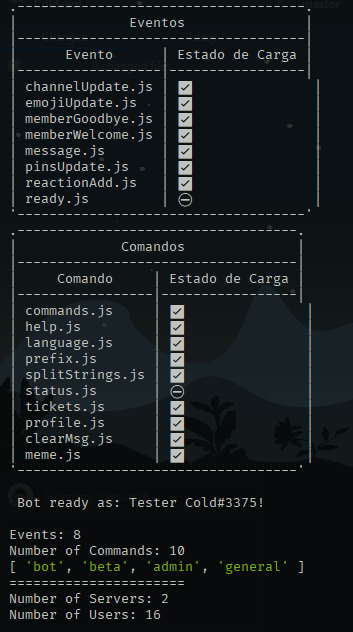 master
.------------------------------------.
|              Eventos               |
|------------------------------------|
|      Evento      | Estado de Carga |
|------------------|-----------------|
| channelUpdate.js | ✅ |
| emojiUpdate.js | ✅ |
| memberGoodbye.js | ✅ |
| memberWelcome.js | ✅ |
| message.js | ✅ |
| pinsUpdate.js | ✅ |
| reactionAdd.js | ✅ |
| ready.js | ⛔ |
'------------------------------------'
.-----------------------------------.
|             Comandos              |
|-----------------------------------|
|     Comando     | Estado de Carga |
|-----------------|-----------------|
| commands.js | ✅ |
| help.js | ✅ |
| language.js | ✅ |
| prefix.js | ✅ |
| splitStrings.js | ✅ |
| status.js | ⛔ |
| tickets.js | ✅ |
| profile.js | ✅ |
| clearMsg.js | ✅ |
| meme.js | ✅ |
'-----------------------------------'
Bot ready as: Tester Cold#3375!
Events: 8
Number of Commands: 10
[ 'bot', 'beta', 'admin', 'general' ]
======================
Number of Servers: 2
Number of Users: 16